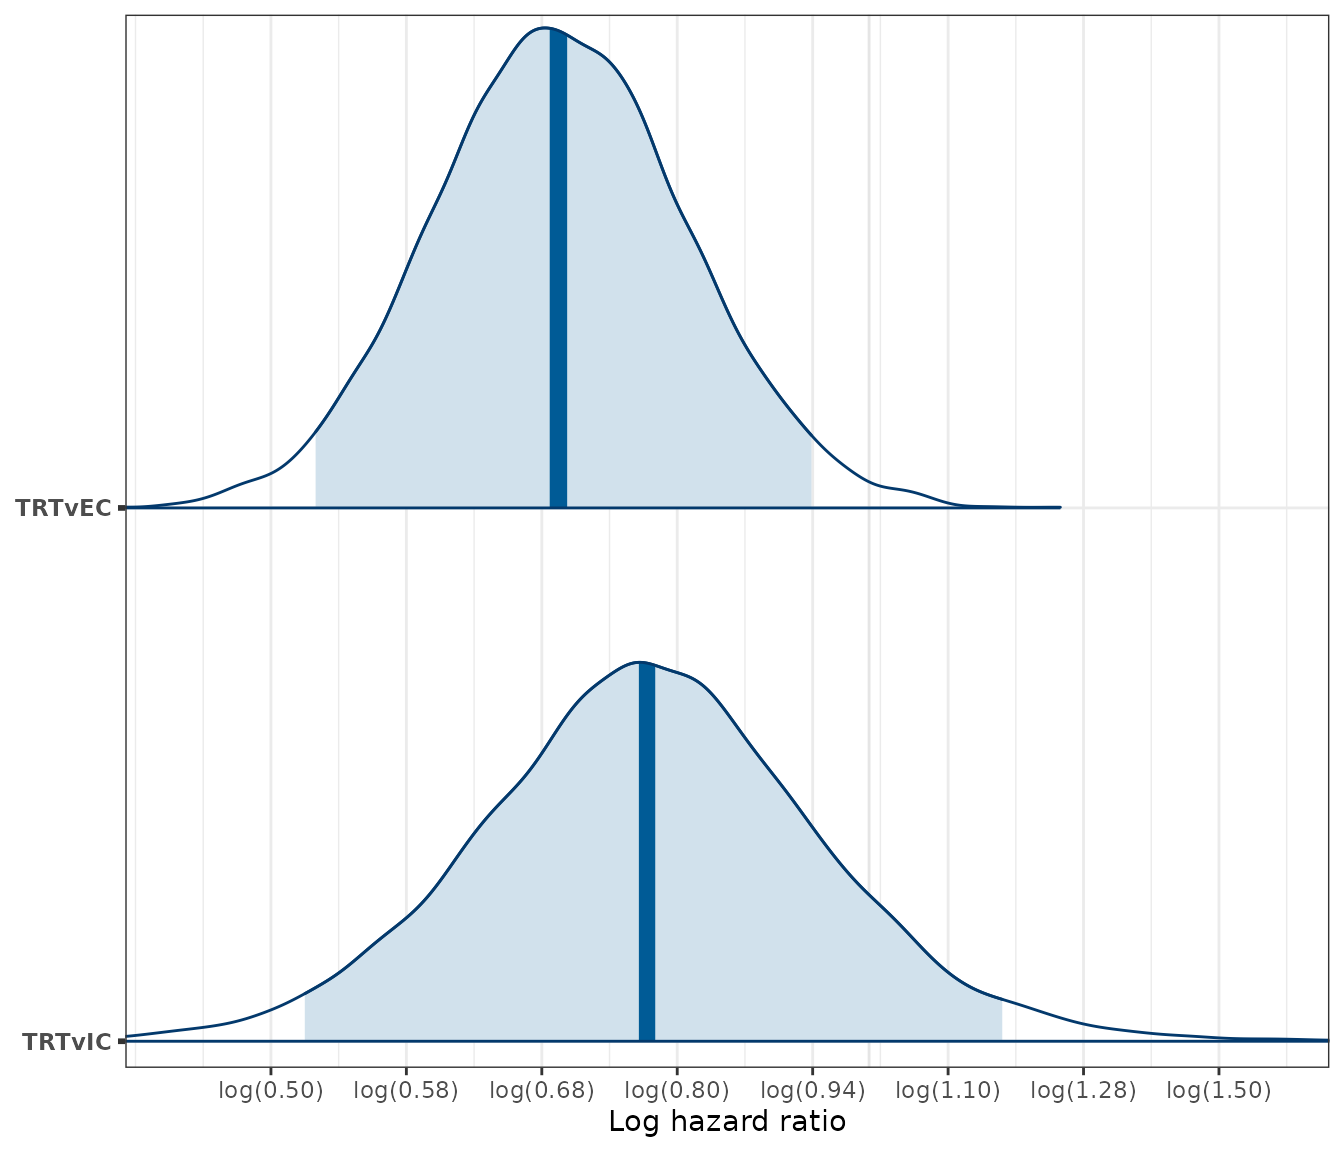 TRTvEC
TRTvIC
log(0.50) log(0.58) log(0.68) log(0.80) log(0.94) log(1.10) log(1.28) log(1.50)
Log hazard ratio